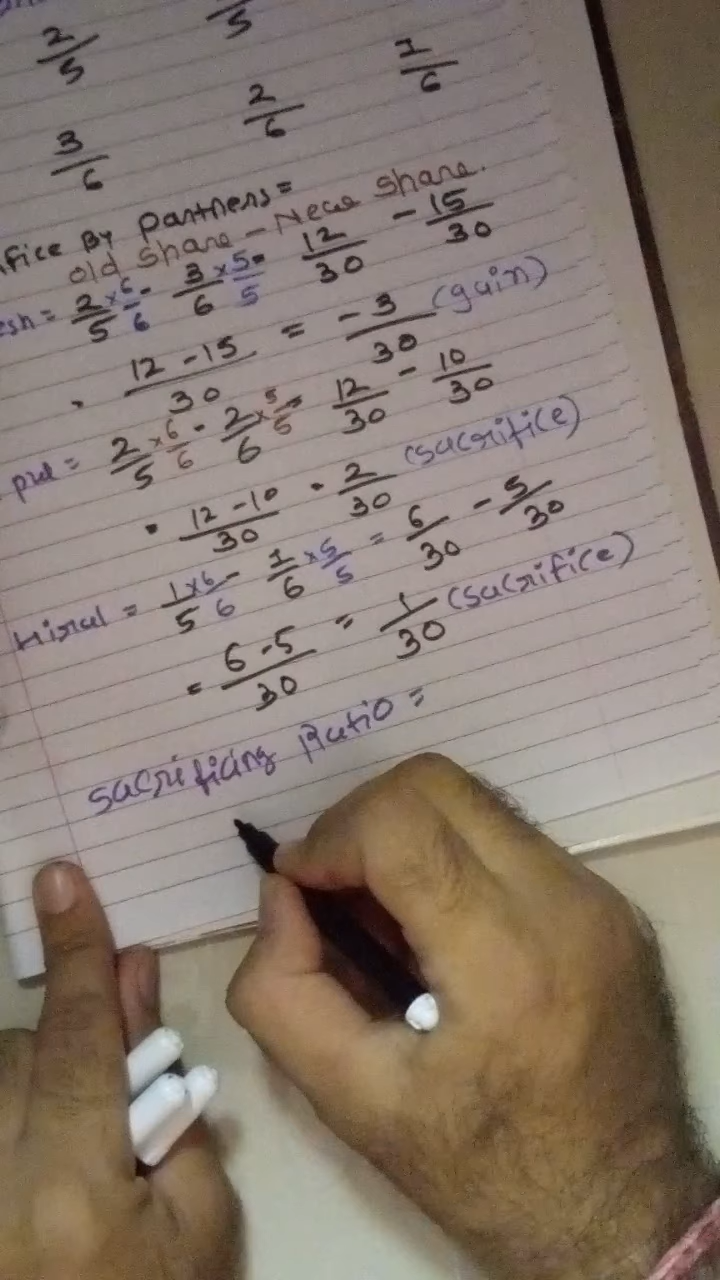 2/5 /5
3/6 2/6 1/6
fice By partners=
old share - New share.
esh = 2/5 ×6/6 - 3/6 ×5/5 = 12/30 - 15/30
= 12-15/30 = -3/30 (gain)
pul = 2/5 ×6/6 - 2/6 ×5/5 = 12/30 - 10/30
= 12-10/30 = 2/30 (sacrifice)
Hiral = 1/5 ×6/6 - 1/6 ×5/5 = 6/30 - 5/30
= 6-5/30 = 1/30 (sacrifice)
sacrificing Ratio =